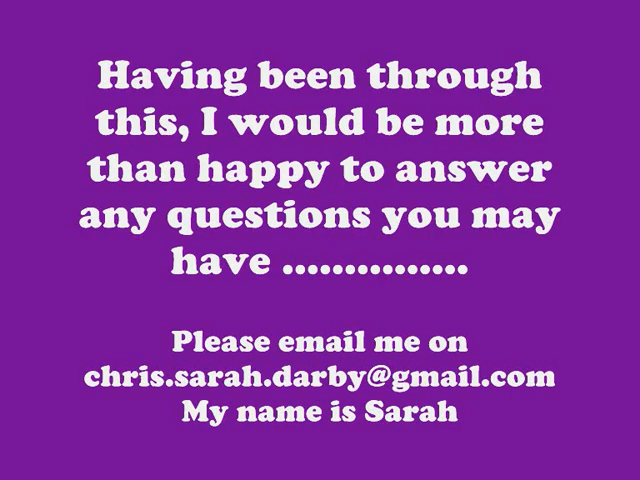 Having been through
this, I would be more
than happy to answer
any questions you may
have ...............
Please email me on
chris.sarah.darby@gmail.com
My name is Sarah